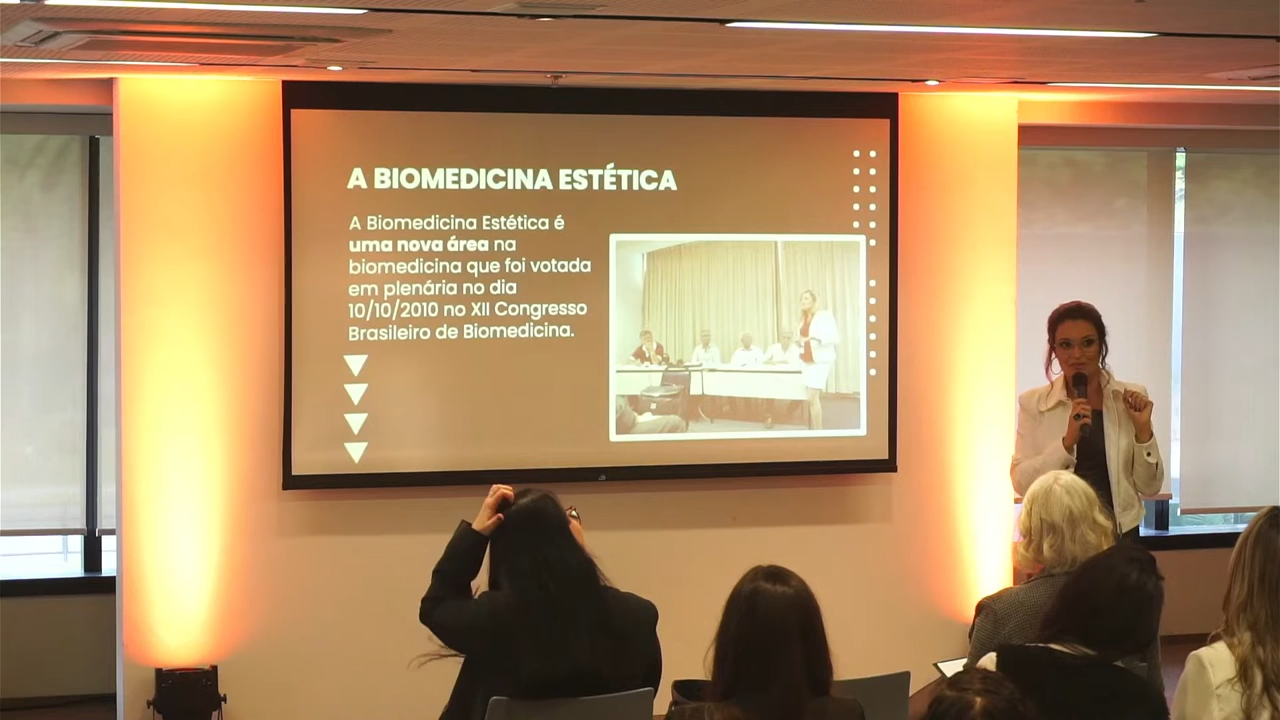 A BIOMEDICINA ESTÉTICA
A Biomedicina Estética é
uma nova área na
biomedicina que foi votada
em plenária no dia
10/10/2010 no XII Congresso
Brasileiro de Biomedicina.